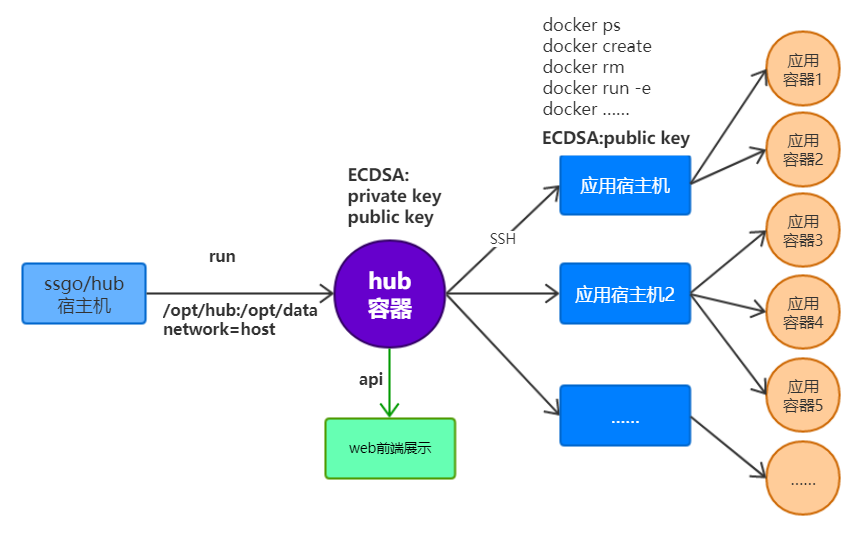 docker ps
docker create
docker rm
docker run -e
docker ……
ECDSA:public key
ECDSA:
private key
public key
ssgo/hub
宿主机
run
/opt/hub:/opt/data
network=host
hub
容器
api
web前端展示
SSH
应用宿主机
应用宿主机2
……
应用
容器1
应用
容器2
应用
容器3
应用
容器4
应用
容器5
……